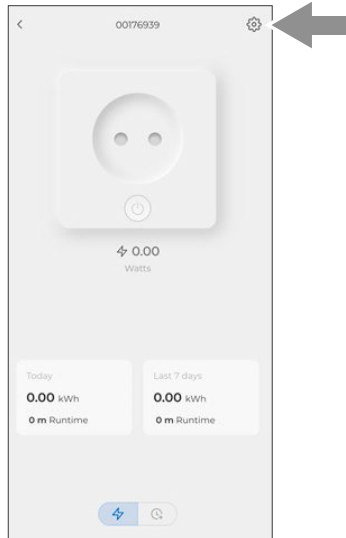 00176939
0.00
Watts
Today
Last 7 days
0.00 kWh
0.00 kWh
0 m Runtime
0 m Runtime